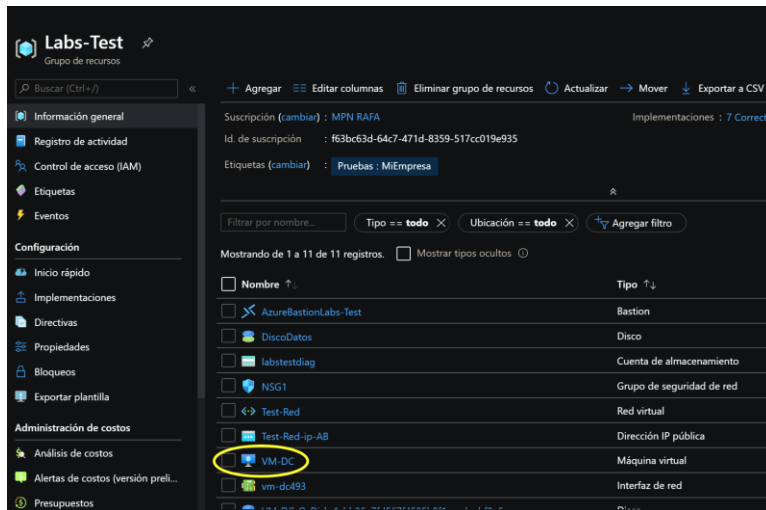 Labs-Test
Grupo de recursos
Buscar (Ctrl+/)
Agregar Editar columnas Eliminar grupo de recursos Actualizar Mover Exportar a CSV
Información general
Registro de actividad
Control de acceso (IAM)
Etiquetas
Eventos
Configuración
Inicio rápido
Implementaciones
Directivas
Propiedades
Bloqueos
Exportar plantilla
Administración de costos
Análisis de costos
Alertas de costos (versión preli...
Presupuestos
Suscripción (cambiar) : MPN RAFA Implementaciones : 7 Correct
Id. de suscripción : f63bc63d-64c7-471d-8359-517cc019e935
Etiquetas (cambiar) : Pruebas : MiEmpresa
Filtrar por nombre... Tipo == todo Ubicación == todo Agregar filtro
Mostrando de 1 a 11 de 11 registros. Mostrar tipos ocultos
Nombre Tipo
AzureBastionLabs-Test Bastion
DiscoDatos Disco
labstestdiag Cuenta de almacenamiento
NSG1 Grupo de seguridad de red
Test-Red Red virtual
Test-Red-ip-AB Dirección IP pública
VM-DC Máquina virtual
vm-dc493 Interfaz de red